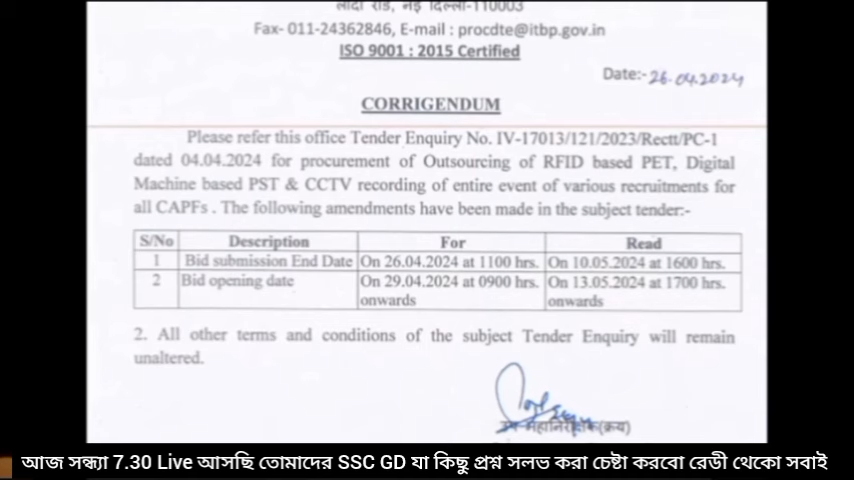 लोदी रोड, नई दिल्ली-110003
Fax- 011-24362846, E-mail : procdte@itbp.gov.in
ISO 9001 : 2015 Certified
Date:- 26.04.2024
CORRIGENDUM
Please refer this office Tender Enquiry No. IV-17013/121/2023/Rectt/PC-1
dated 04.04.2024 for procurement of Outsourcing of RFID based PET, Digital
Machine based PST & CCTV recording of entire event of various recruitments for
all CAPFs . The following amendments have been made in the subject tender:-
S/No Description For Read
1 Bid submission End Date On 26.04.2024 at 1100 hrs. On 10.05.2024 at 1600 hrs.
2 Bid opening date On 29.04.2024 at 0900 hrs. On 13.05.2024 at 1700 hrs.
onwards onwards
2. All other terms and conditions of the subject Tender Enquiry will remain
unaltered.
उप महानिरीक्षक (क्रय)
আজ সন্ধ্যা 7.30 Live আসছি তোমাদের SSC GD যা কিছু প্রশ্ন সলভ করা চেষ্টা করবো রেডী থেকো সবাই